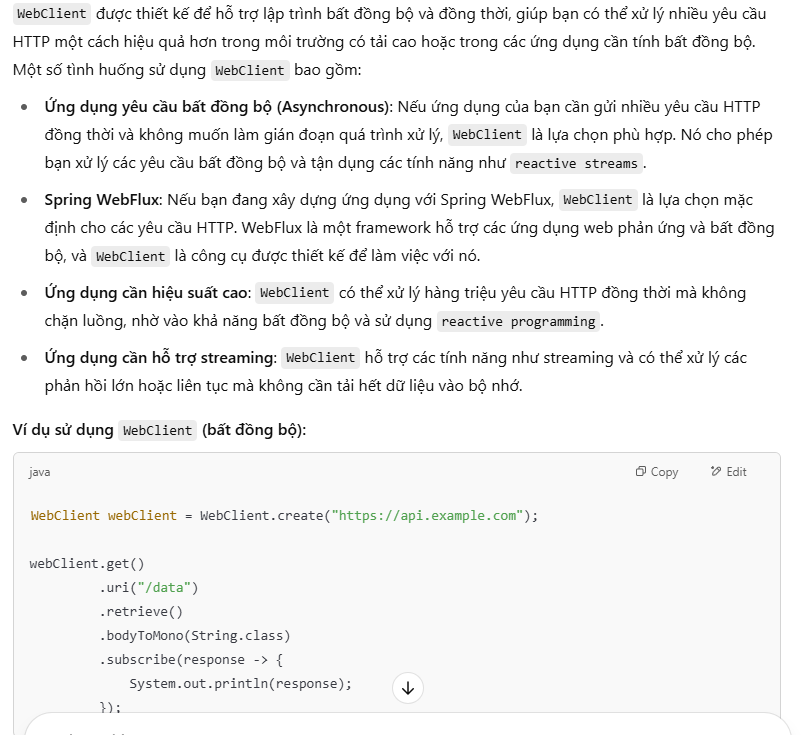 WebClient được thiết kế để hỗ trợ lập trình bất đồng bộ và đồng thời, giúp bạn có thể xử lý nhiều yêu cầu
HTTP một cách hiệu quả hơn trong môi trường có tải cao hoặc trong các ứng dụng cần tính bất đồng bộ.
Một số tình huống sử dụng WebClient bao gồm:
• Ứng dụng yêu cầu bất đồng bộ (Asynchronous): Nếu ứng dụng của bạn cần gửi nhiều yêu cầu HTTP
đồng thời và không muốn làm gián đoạn quá trình xử lý, WebClient là lựa chọn phù hợp. Nó cho phép
bạn xử lý các yêu cầu bất đồng bộ và tận dụng các tính năng như reactive streams.
• Spring WebFlux: Nếu bạn đang xây dựng ứng dụng với Spring WebFlux, WebClient là lựa chọn mặc
định cho các yêu cầu HTTP. WebFlux là một framework hỗ trợ các ứng dụng web phản ứng và bất đồng
bộ, và WebClient là công cụ được thiết kế để làm việc với nó.
• Ứng dụng cần hiệu suất cao: WebClient có thể xử lý hàng triệu yêu cầu HTTP đồng thời mà không
chặn luồng, nhờ vào khả năng bất đồng bộ và sử dụng reactive programming.
• Ứng dụng cần hỗ trợ streaming: WebClient hỗ trợ các tính năng như streaming và có thể xử lý các
phản hồi lớn hoặc liên tục mà không cần tải hết dữ liệu vào bộ nhớ.
Ví dụ sử dụng WebClient (bất đồng bộ):
java Copy Edit
WebClient webClient = WebClient.create("https://api.example.com");
webClient.get()
.uri("/data")
.retrieve()
.bodyToMono(String.class)
.subscribe(response -> {
System.out.println(response);
});